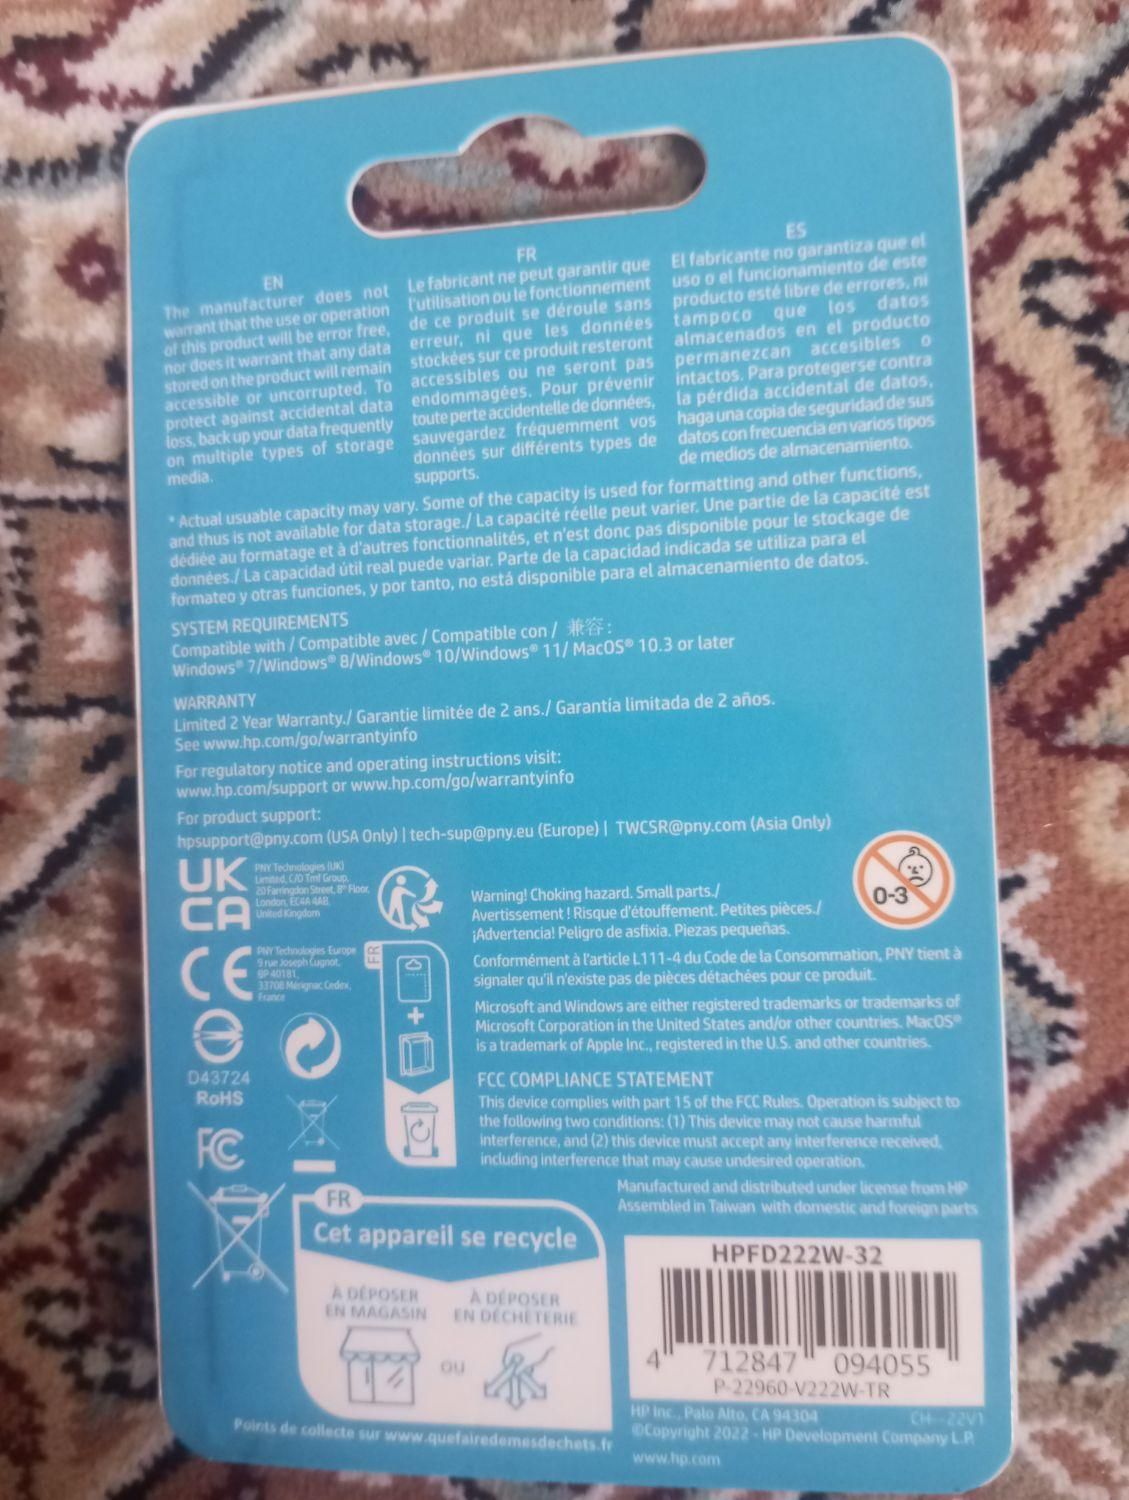 EN
The manufacturer does not
warrant that the use or operation
of this product will be error free,
nor does it warrant that any data
stored on the product will remain
accessible or uncorrupted. To
protect against accidental data
loss, back up your data frequently
on multiple types of storage
media.
FR
Le fabricant ne peut garantir que
l'utilisation ou le fonctionnement
de ce produit se déroule sans
erreur, ni que les données
stockées sur ce produit resteront
accessibles ou ne seront pas
endommagées. Pour prévenir
toute perte accidentelle de données,
sauvegardez fréquemment vos
données sur différents types de
supports.
ES
El fabricante no garantiza que el
uso o el funcionamiento de este
producto esté libre de errores, ni
tampoco que los datos
almacenados en el producto
permanezcan accesibles o
intactos. Para protegerse contra
la pérdida accidental de datos,
haga una copia de seguridad de sus
datos con frecuencia en varios tipos
de medios de almacenamiento.
* Actual usuable capacity may vary. Some of the capacity is used for formatting and other functions,
and thus is not available for data storage./ La capacité réelle peut varier. Une partie de la capacité est
dédiée au formatage et à d'autres fonctionnalités, et n'est donc pas disponible pour le stockage de
données./ La capacidad útil real puede variar. Parte de la capacidad indicada se utiliza para el
formateo y otras funciones, y por tanto, no está disponible para el almacenamiento de datos.
SYSTEM REQUIREMENTS
Compatible with / Compatible avec / Compatible con / 兼容:
Windows® 7/Windows® 8/Windows® 10/Windows® 11/ MacOS® 10.3 or later
WARRANTY
Limited 2 Year Warranty./ Garantie limitée de 2 ans./ Garantía limitada de 2 años.
See www.hp.com/go/warrantyinfo
For regulatory notice and operating instructions visit:
www.hp.com/support or www.hp.com/go/warrantyinfo
For product support:
hpsupport@pny.com (USA Only) | tech-sup@pny.eu (Europe) | TWCSR@pny.com (Asia Only)
UK
CA
PNY Technologies (UK)
Limited, C/O Tmf Group,
20 Farringdon Street, 8th Floor,
London, EC4A 4AB,
United Kingdom
CE
PNY Technologies Europe
9 rue Joseph Cugnot,
BP 40181,
33708 Mérignac Cedex,
France
FR
D43724
RoHS
FC
0-3
Warning! Choking hazard. Small parts./
Avertissement ! Risque d'étouffement. Petites pièces./
¡Advertencia! Peligro de asfixia. Piezas pequeñas.
Conformément à l'article L111-4 du Code de la Consommation, PNY tient à
signaler qu'il n'existe pas de pièces détachées pour ce produit.
Microsoft and Windows are either registered trademarks or trademarks of
Microsoft Corporation in the United States and/or other countries. MacOS®
is a trademark of Apple Inc., registered in the U.S. and other countries.
FCC COMPLIANCE STATEMENT
This device complies with part 15 of the FCC Rules. Operation is subject to
the following two conditions: (1) This device may not cause harmful
interference, and (2) this device must accept any interference received,
including interference that may cause undesired operation.
Manufactured and distributed under license from HP
Assembled in Taiwan with domestic and foreign parts
FR
Cet appareil se recycle
À DÉPOSER
EN MAGASIN
OU
À DÉPOSER
EN DÉCHÈTERIE
Points de collecte sur www.quefairedemesdechets.fr
HPFD222W-32
4 712847 094055
P-22960-V222W-TR
HP Inc., Palo Alto, CA 94304
CH--22V1
©Copyright 2022 - HP Development Company L.P.
www.hp.com